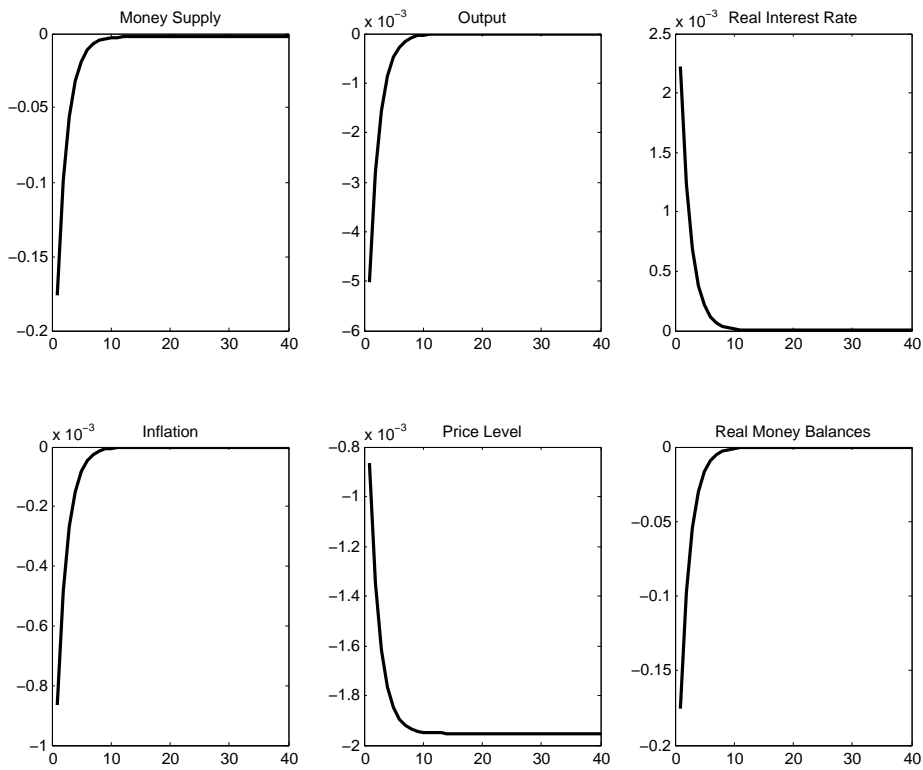 Money Supply
0
−0.05
−0.1
−0.15
−0.2
0 10 20 30 40
Output
x 10−3
0
−1
−2
−3
−4
−5
−6
0 10 20 30 40
Real Interest Rate
x 10−3
2.5
2
1.5
1
0.5
0
0 10 20 30 40
Inflation
x 10−3
0
−0.2
−0.4
−0.6
−0.8
−1
0 10 20 30 40
Price Level
x 10−3
−0.8
−1
−1.2
−1.4
−1.6
−1.8
−2
0 10 20 30 40
Real Money Balances
0
−0.05
−0.1
−0.15
−0.2
0 10 20 30 40